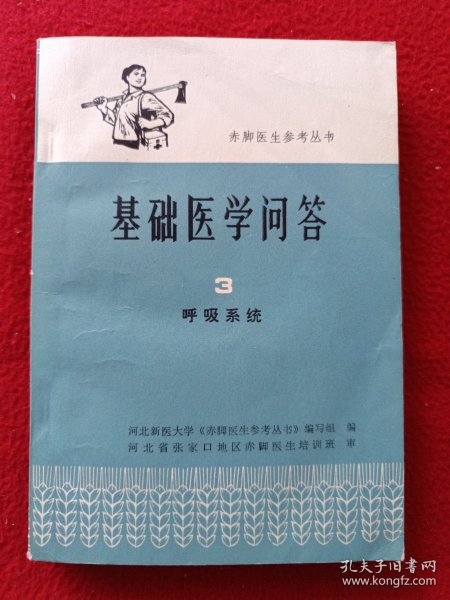 赤脚医生参考丛书
基础医学问答
3
呼吸系统
河北新医大学《赤脚医生参考丛书》编写组 编
河北省张家口地区赤脚医生培训班 审
孔夫子旧书网
www.kongfz.com